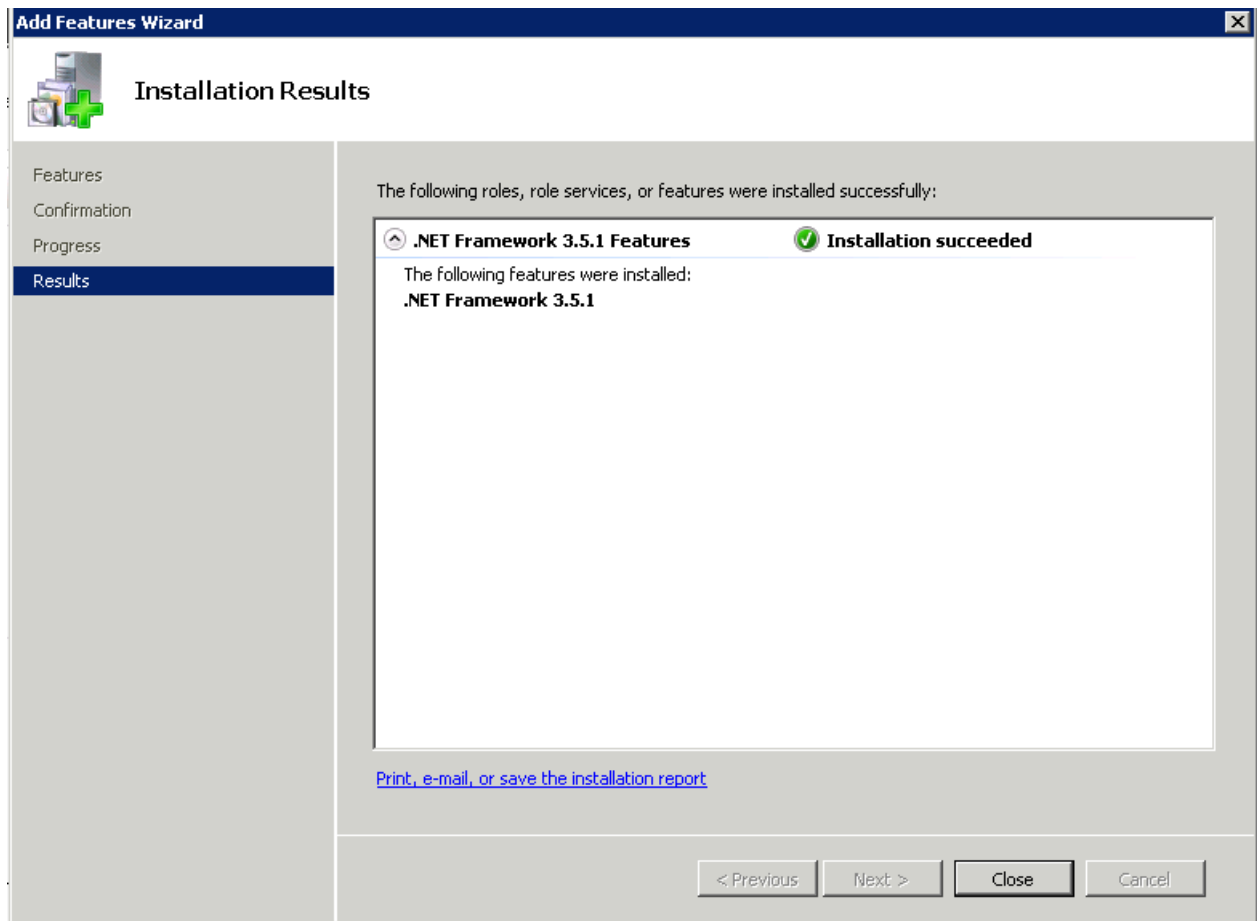 Add Features Wizard
Installation Results
Features
Confirmation
Progress
Results
The following roles, role services, or features were installed successfully:
.NET Framework 3.5.1 Features Installation succeeded
The following features were installed:
.NET Framework 3.5.1
Print, e-mail, or save the installation report
< Previous Next > Close Cancel